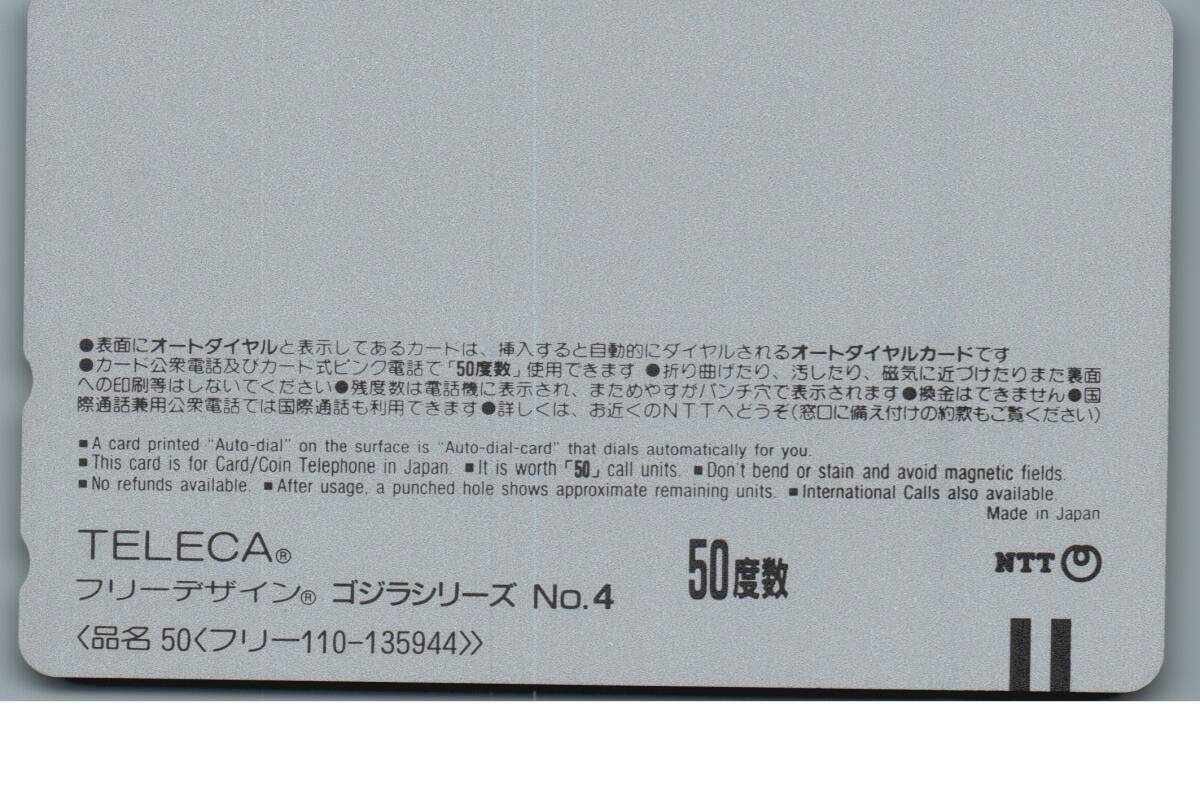 ●表面にオートダイヤルと表示してあるカードは、挿入すると自動的にダイヤルされるオートダイヤルカードです
●カード公衆電話及びカード式ピンク電話で「50度数」使用できます ●折り曲げたり、汚したり、磁気に近づけたりまた裏面
への印刷等はしないでください●残度数は電話機に表示され、まためやすがパンチ穴で表示されます●換金はできません●国
際通話兼用公衆電話では国際通話も利用できます●詳しくは、お近くのNTTへどうぞ(窓口に備え付けの約款もご覧ください)
■A card printed "Auto-dial" on the surface is "Auto-dial-card" that dials automatically for you.
■This card is for Card/Coin Telephone in Japan. ■It is worth「50」call units. ■Don't bend or stain and avoid magnetic fields.
■No refunds available. ■After usage, a punched hole shows approximate remaining units. ■International Calls also available.
Made in Japan
TELECA®
フリーデザイン® ゴジラシリーズ No.4
50度数
NTT
〈品名 50〈フリー110-135944〉〉